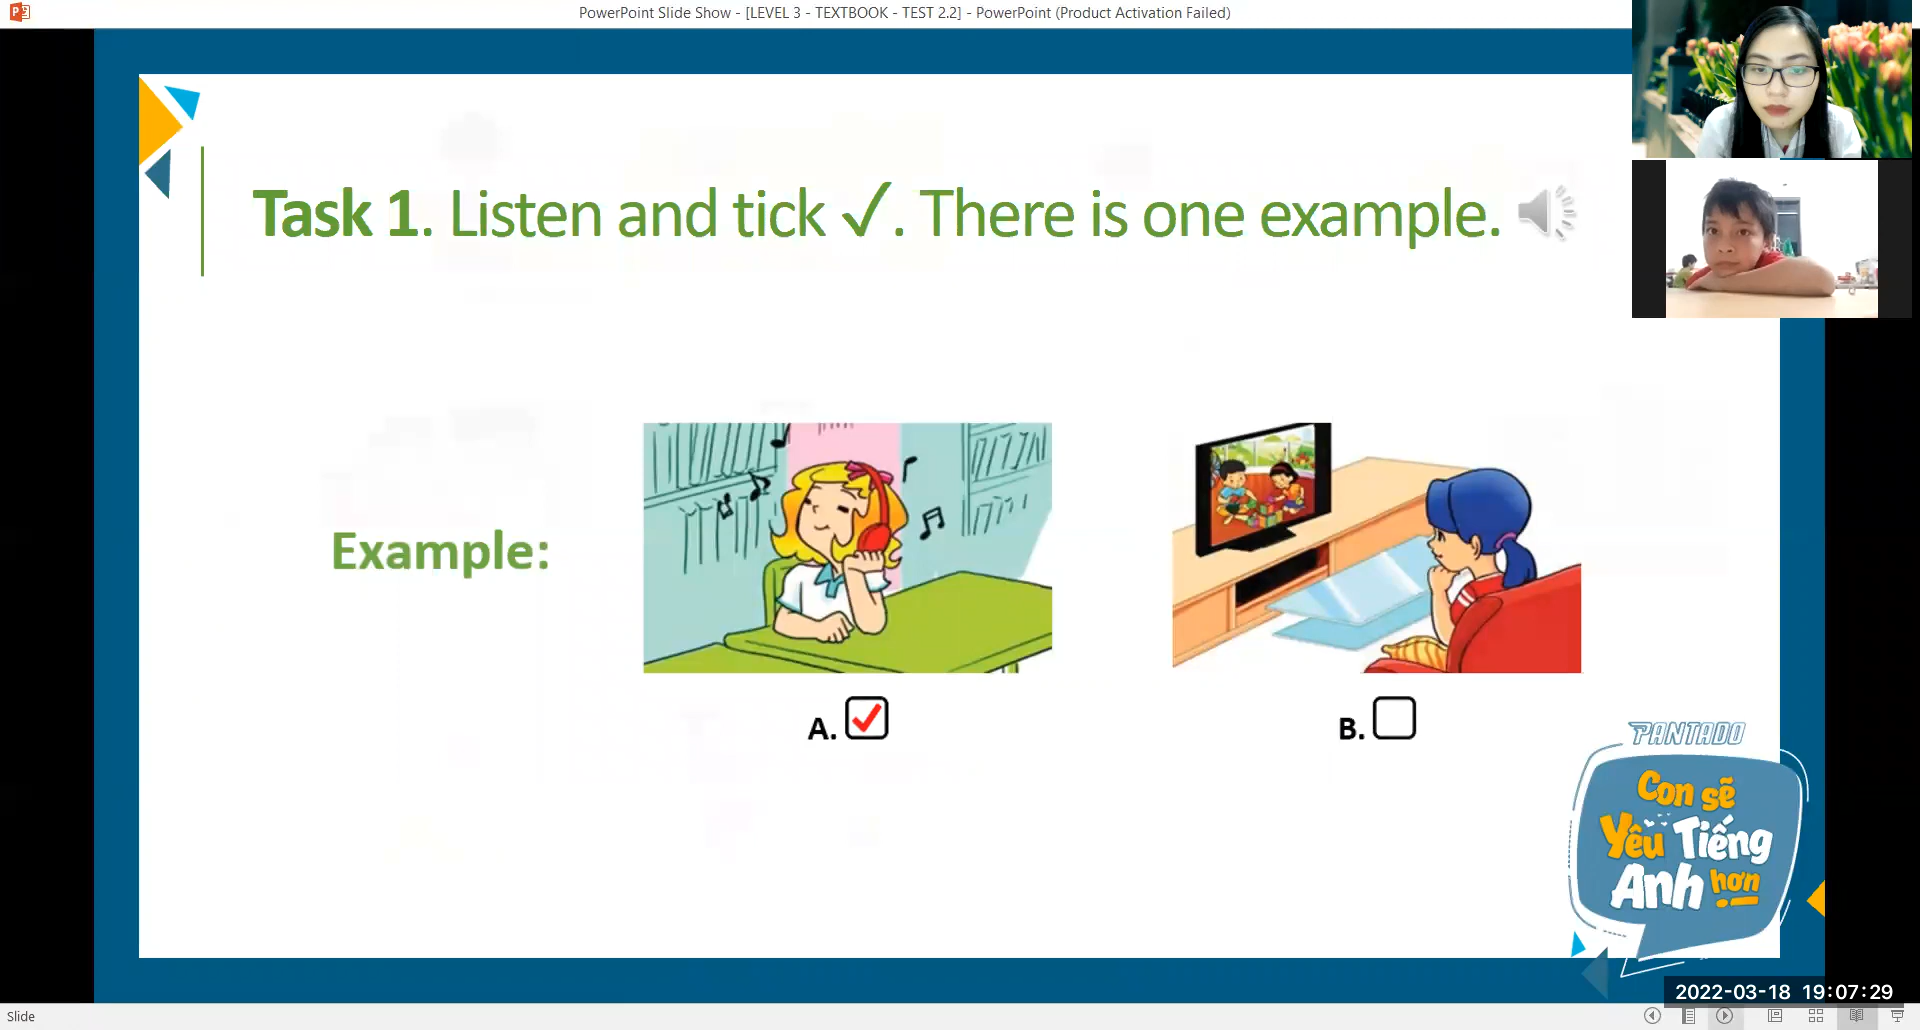 PowerPoint Slide Show - [LEVEL 3 - TEXTBOOK - TEST 2.2] - PowerPoint (Product Activation Failed)
Task 1. Listen and tick ✓. There is one example.
Example:
A.
B.
PANTADO
Con sẽ
Yêu Tiếng
Anh hơn
2022-03-18 19:07:29
Slide